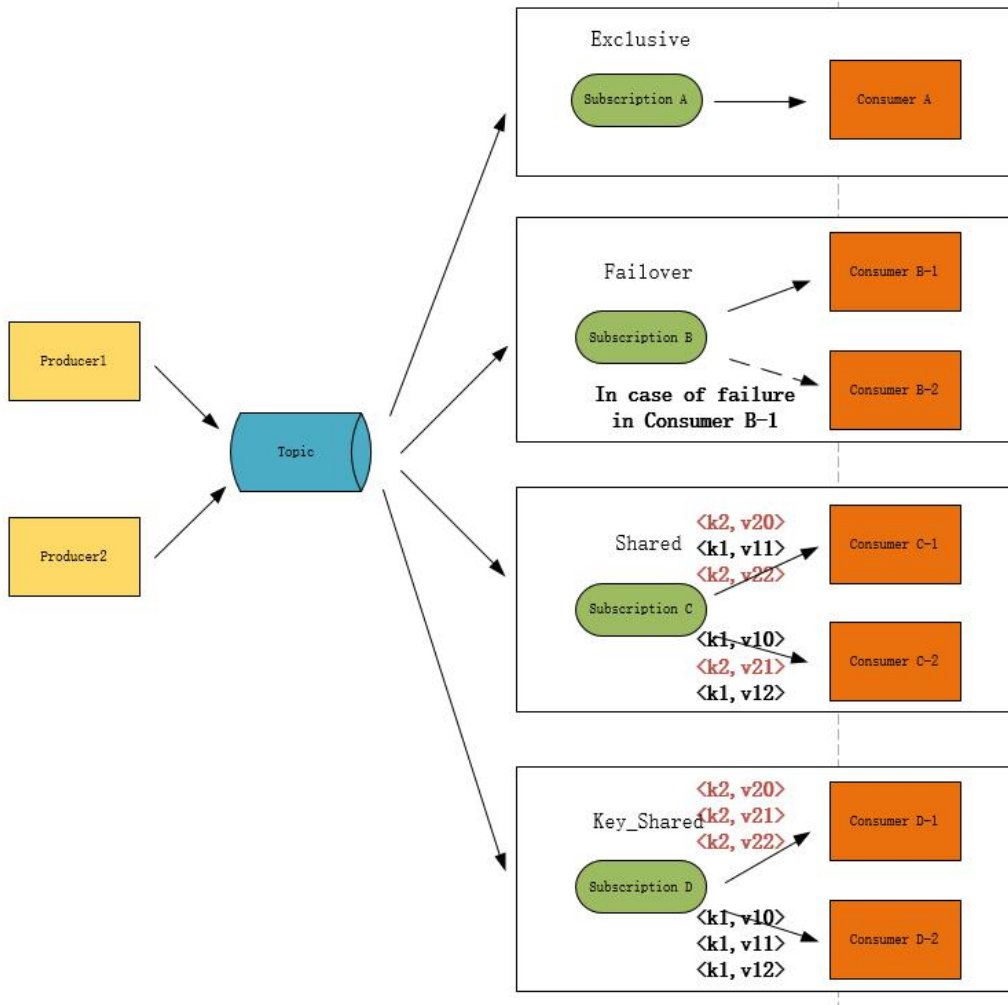 Exclusive
Subscription A
Consumer A
Failover
Consumer B-1
Subscription B
Consumer B-2
In case of failure
in Consumer B-1
Producer1
Topic
Producer2
Shared
<k2, v20>
<k1, v11>
<k2, v22>
Consumer C-1
Subscription C
<k1, v10>
<k2, v21>
<k1, v12>
Consumer C-2
Key_Shared
<k2, v20>
<k2, v21>
<k2, v22>
Consumer D-1
Subscription D
<k1, v10>
<k1, v11>
<k1, v12>
Consumer D-2